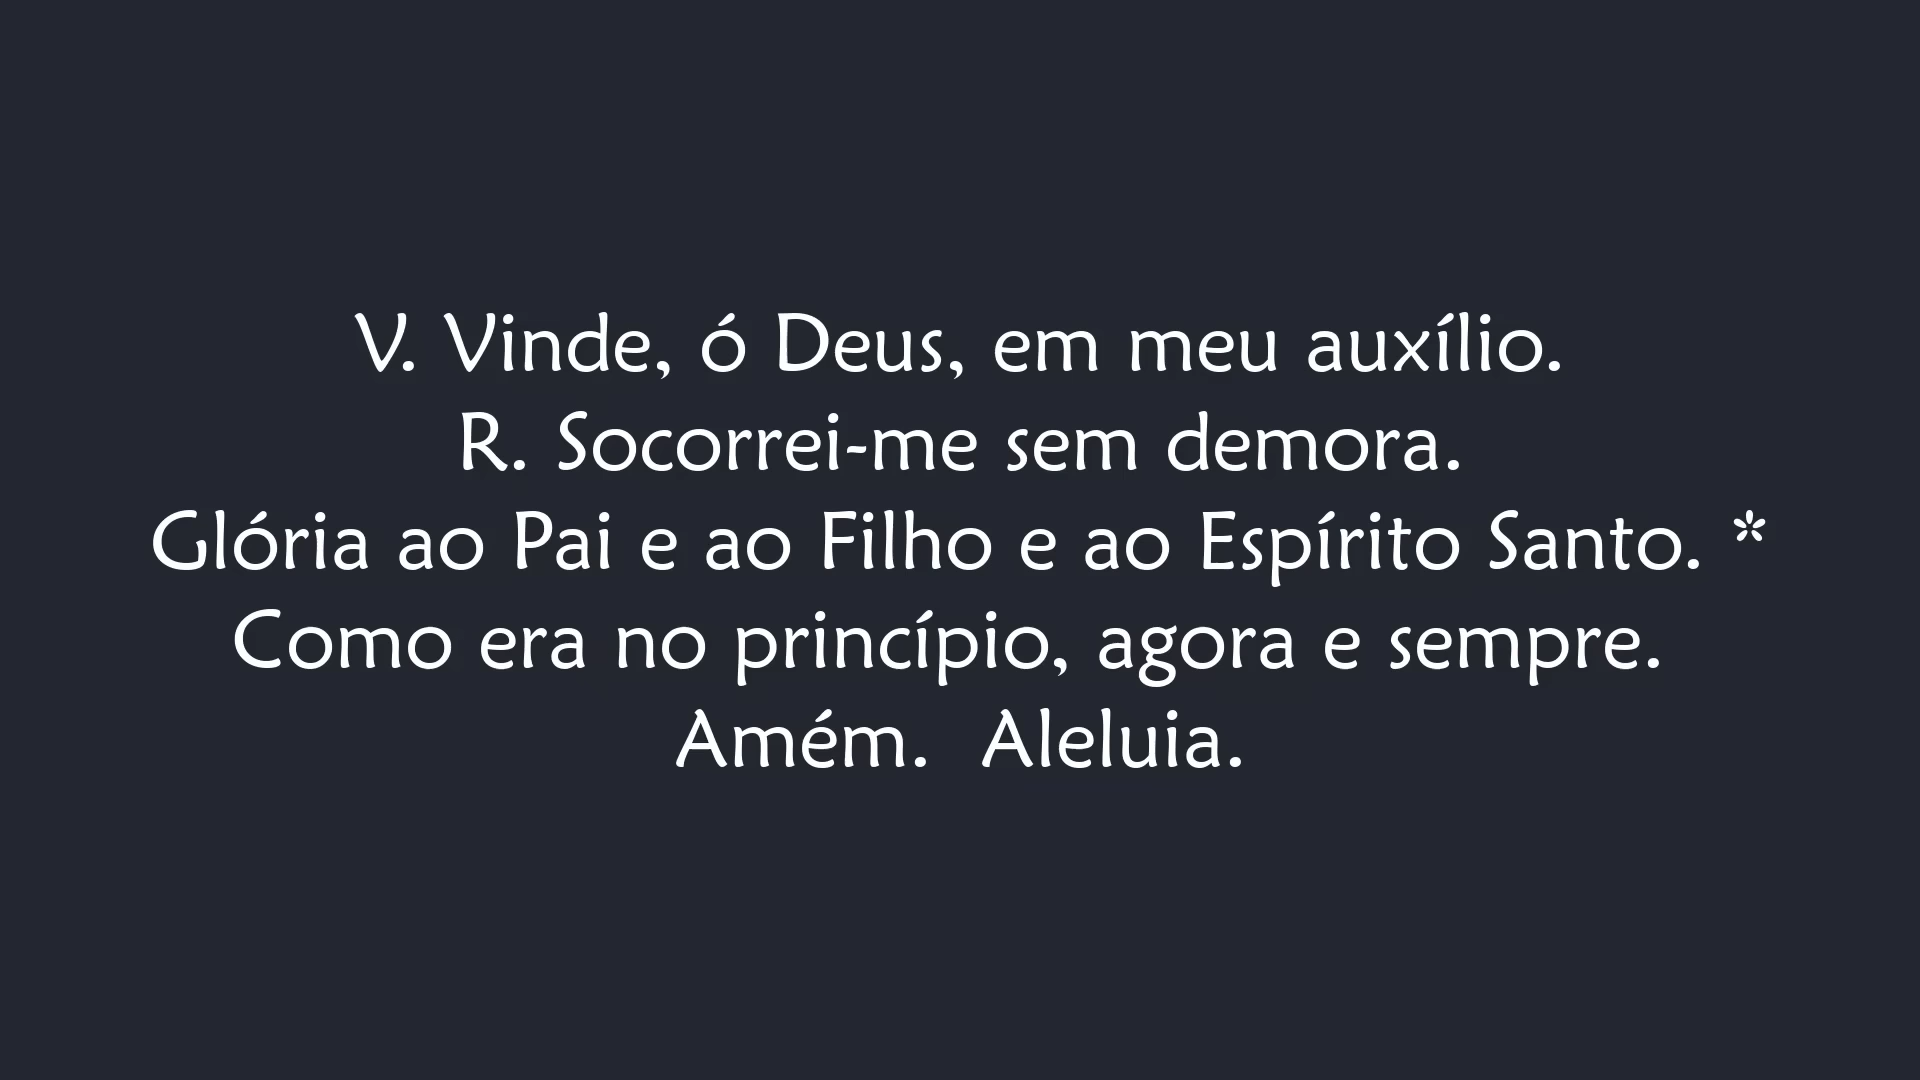 V. Vinde, ó Deus, em meu auxílio.
R. Socorrei-me sem demora.
Glória ao Pai e ao Filho e ao Espírito Santo. *
Como era no princípio, agora e sempre.
Amém.  Aleluia.